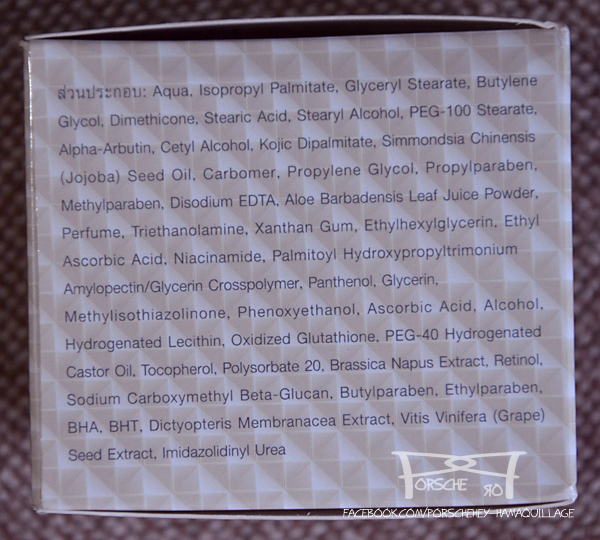 ส่วนประกอบ: Aqua, Isopropyl Palmitate, Glyceryl Stearate, Butylene
Glycol, Dimethicone, Stearic Acid, Stearyl Alcohol, PEG-100 Stearate,
Alpha-Arbutin, Cetyl Alcohol, Kojic Dipalmitate, Simmondsia Chinensis
(Jojoba) Seed Oil, Carbomer, Propylene Glycol, Propylparaben,
Methylparaben, Disodium EDTA, Aloe Barbadensis Leaf Juice Powder,
Perfume, Triethanolamine, Xanthan Gum, Ethylhexylglycerin, Ethyl
Ascorbic Acid, Niacinamide, Palmitoyl Hydroxypropyltrimonium
Amylopectin/Glycerin Crosspolymer, Panthenol, Glycerin,
Methylisothiazolinone, Phenoxyethanol, Ascorbic Acid, Alcohol,
Hydrogenated Lecithin, Oxidized Glutathione, PEG-40 Hydrogenated
Castor Oil, Tocopherol, Polysorbate 20, Brassica Napus Extract, Retinol,
Sodium Carboxymethyl Beta-Glucan, Butylparaben, Ethylparaben,
BHA, BHT, Dictyopteris Membranacea Extract, Vitis Vinifera (Grape)
Seed Extract, Imidazolidinyl Urea
PORSCHE
FACEBOOK.COM/PORSCHEHEY HAMAQUILLAGE